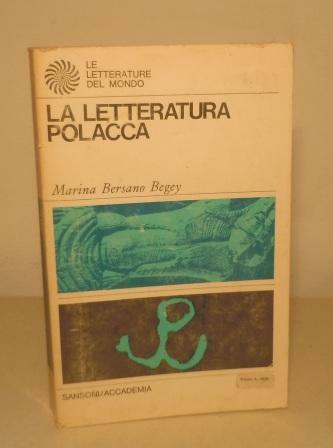 LE
LETTERATURE
DEL MONDO
LA LETTERATURA
POLACCA
Marina Bersano Begey
SANSONI/ACCADEMIA